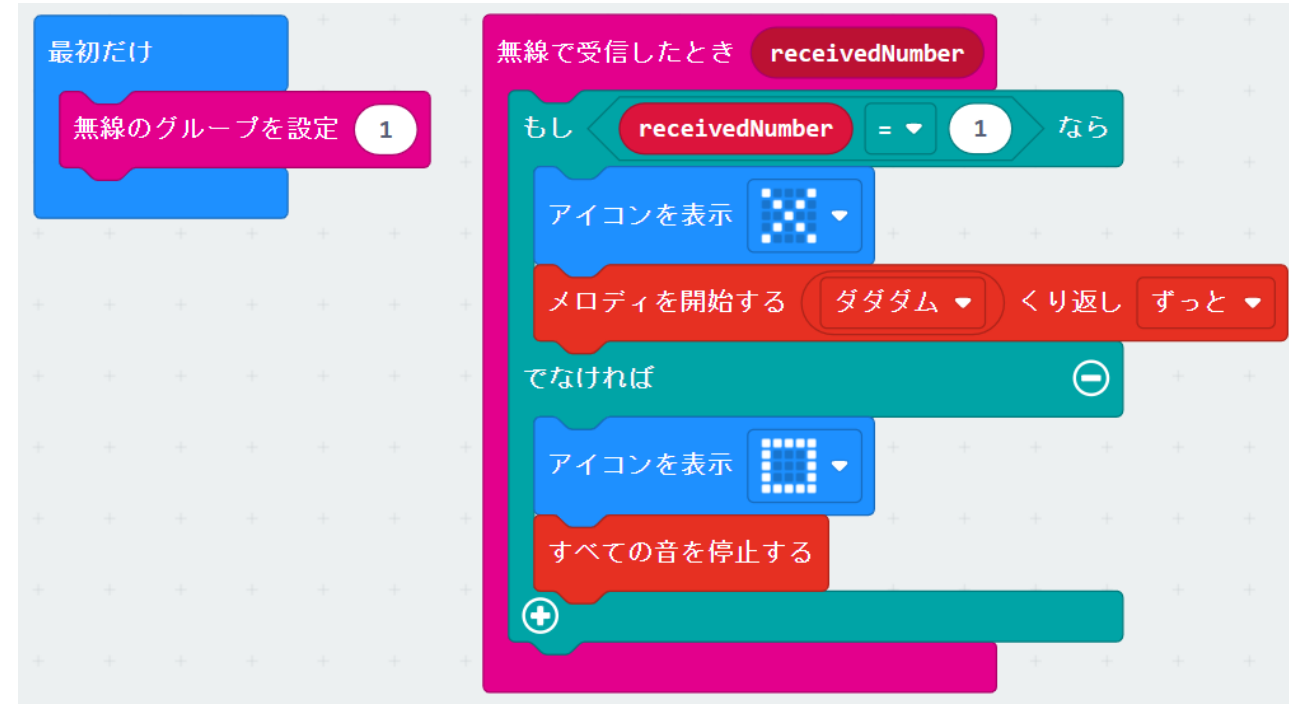 最初だけ
無線のグループを設定 1
無線で受信したとき receivedNumber
もし receivedNumber = 1 なら
アイコンを表示
メロディを開始する ダダダム くり返し ずっと
でなければ
アイコンを表示
すべての音を停止する